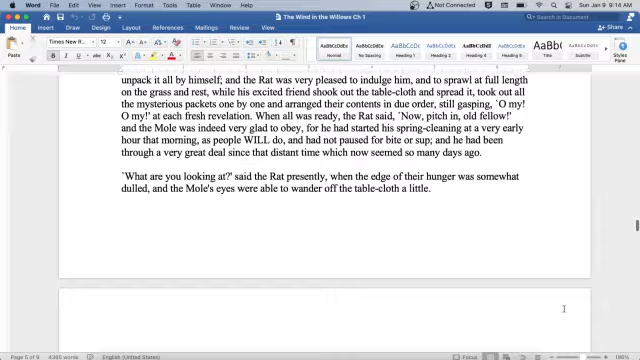 Word File Edit View Insert Format Tools Table Window Help Not Connected Sun Jan 9 9:14 AM
The Wind in the Willows Ch 1 Search in Document
Home Insert Draw Design Layout References Mailings Review View Share
Times New R... 12
Paste AaBbCcDdEe AaBbCcDdEe AaBbCcDc AaBbCcDdEe AaBbCcDdEe AaBbC AaBbCcDdEe Styles
Normal No Spacing Heading 1 Heading 2 Heading 4 Title Subtitle Pane
unpack it all by himself; and the Rat was very pleased to indulge him, and to sprawl at full length
on the grass and rest, while his excited friend shook out the table-cloth and spread it, took out all
the mysterious packets one by one and arranged their contents in due order, still gasping, `O my!
O my!' at each fresh revelation. When all was ready, the Rat said, `Now, pitch in, old fellow!'
and the Mole was indeed very glad to obey, for he had started his spring-cleaning at a very early
hour that morning, as people WILL do, and had not paused for bite or sup; and he had been
through a very great deal since that distant time which now seemed so many days ago.
`What are you looking at?' said the Rat presently, when the edge of their hunger was somewhat
dulled, and the Mole's eyes were able to wander off the table-cloth a little.
Page 5 of 9 4365 words English (United States) Focus 196%